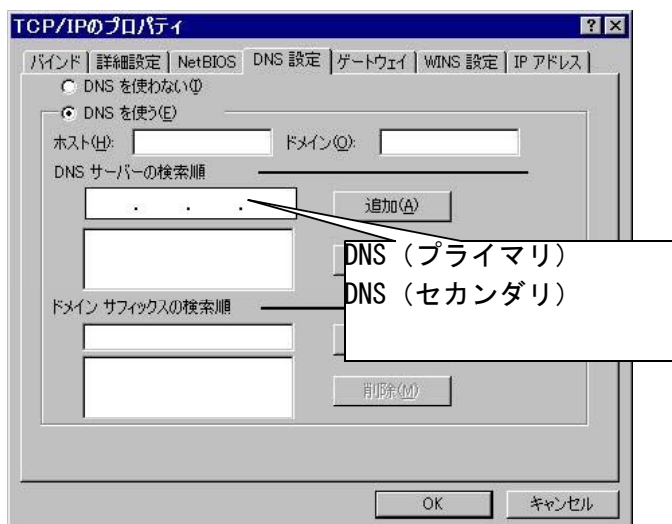 TCP/IPのプロパティ
バインド 詳細設定 NetBIOS DNS 設定 ゲートウェイ WINS 設定 IP アドレス
DNS を使わない(I)
DNS を使う(E)
ホスト(H): ドメイン(O):
DNS サーバーの検索順
. . . 追加(A)
DNS（プライマリ）
DNS（セカンダリ）
ドメイン サフィックスの検索順
削除(M)
OK キャンセル